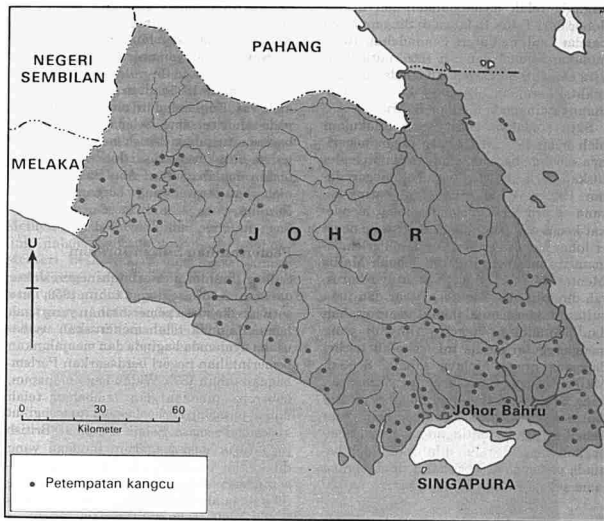 NEGERI
SEMBILAN
PAHANG
MELAKA
J O H O R
U
0 30 60
Kilometer
Johor Bahru
Petempatan kangcu
SINGAPURA